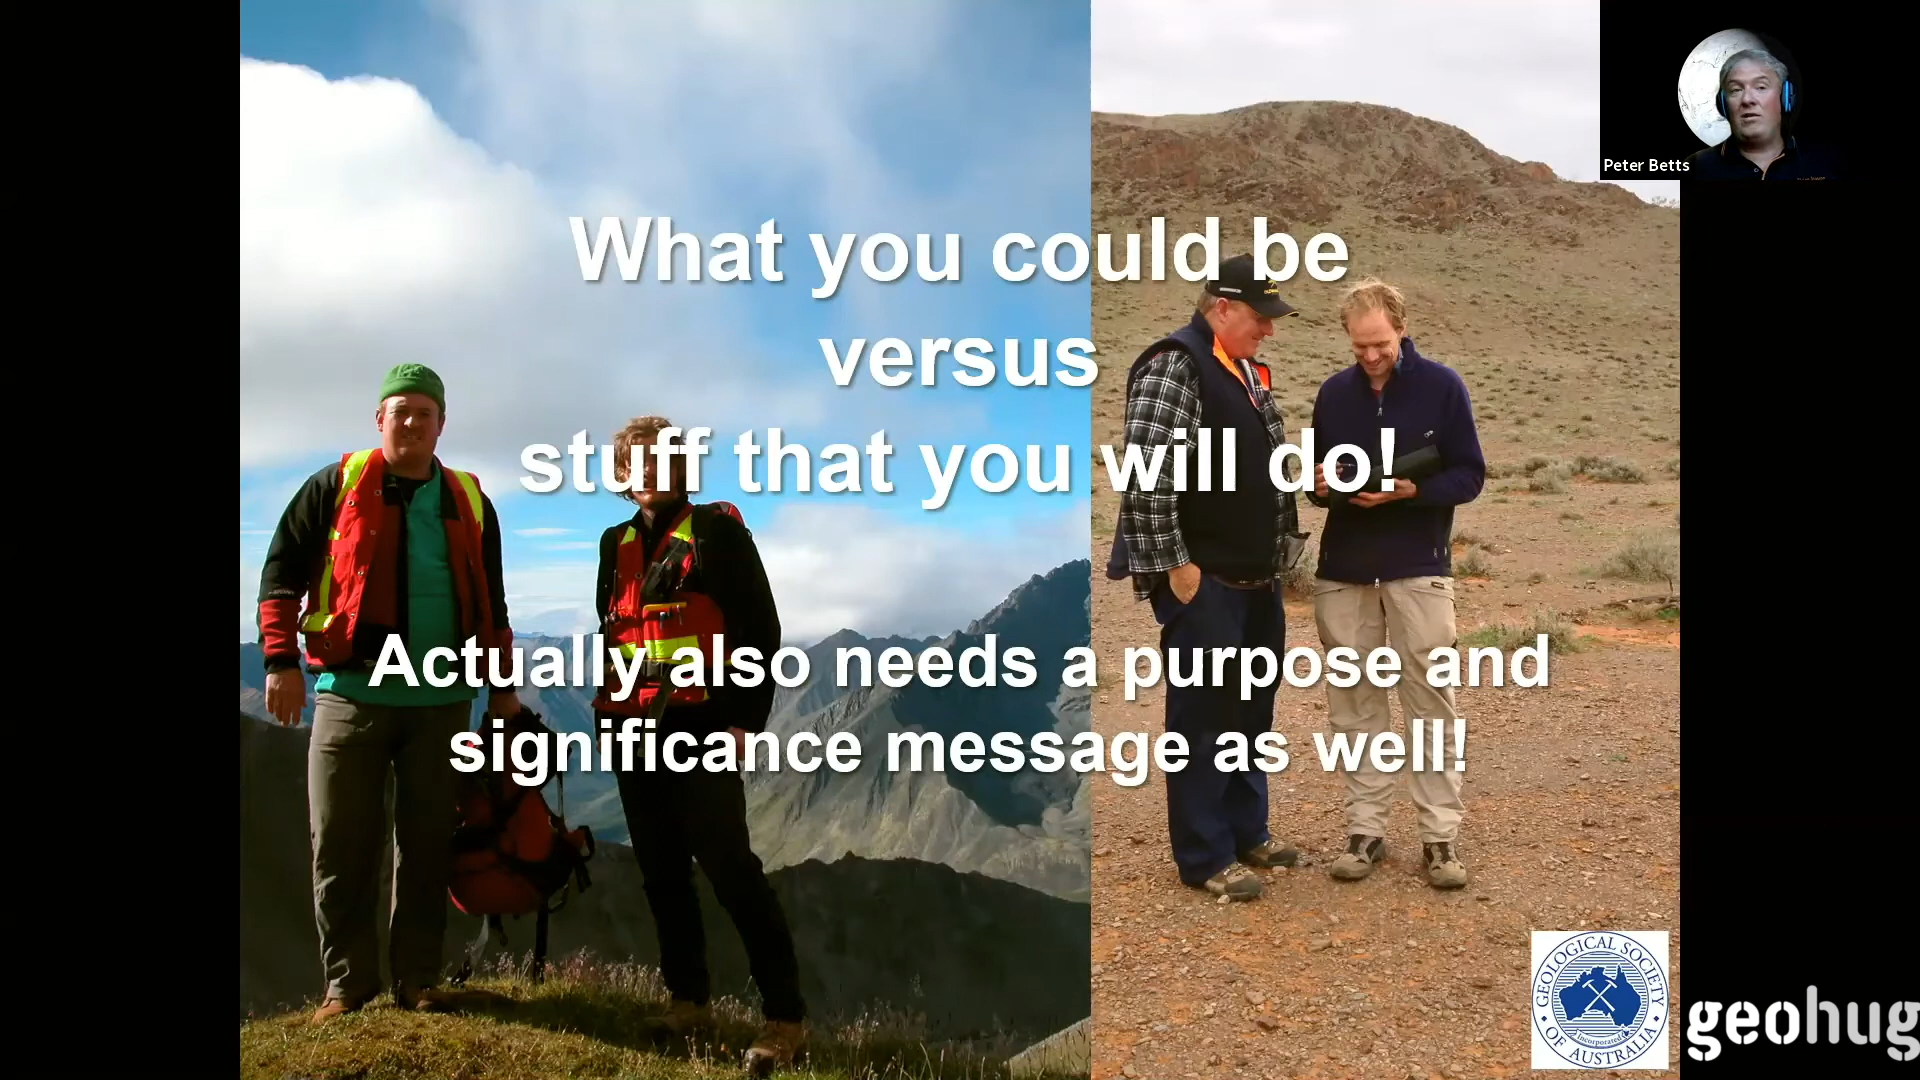 Peter Betts
What you could be
versus
stuff that you will do!
Actually also needs a purpose and
significance message as well!
GEOLOGICAL SOCIETY
OF AUSTRALIA
Incorporated
geohug